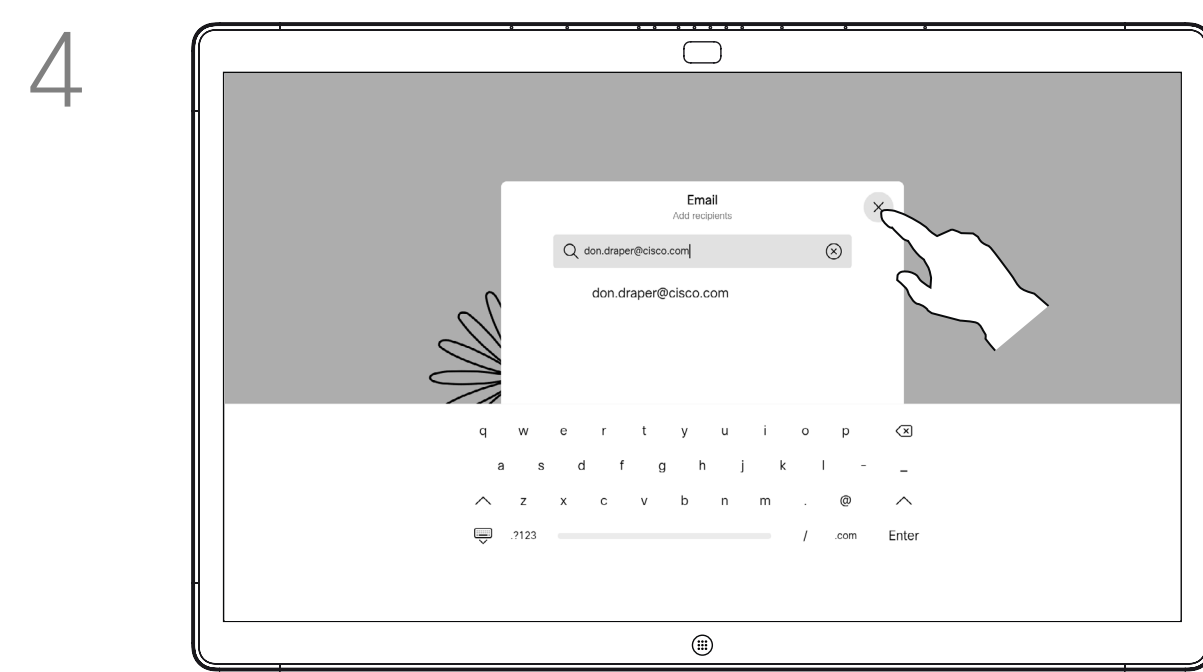 4
Email
Add recipients
don.draper@cisco.com
don.draper@cisco.com
q w e r t y u i o p
a s d f g h j k l - _
z x c v b n m . @
.?123 / .com Enter